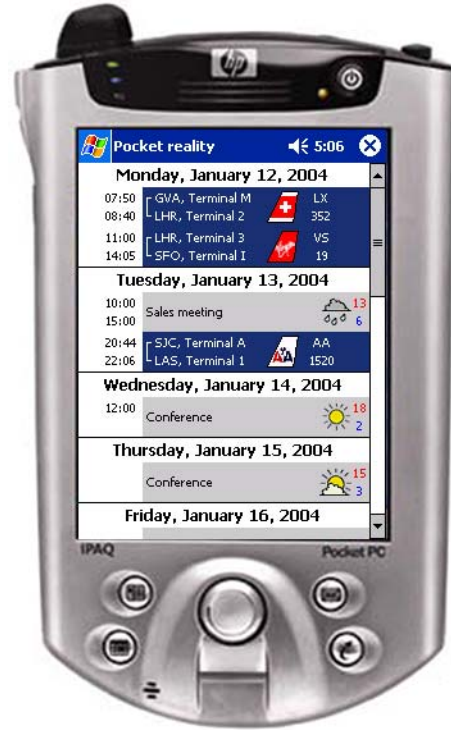 hp
Pocket reality 5:06
Monday, January 12, 2004
07:50 GVA, Terminal M LX
08:40 LHR, Terminal 2 352
11:00 LHR, Terminal 3 VS
14:05 SFO, Terminal I 19
Tuesday, January 13, 2004
10:00 Sales meeting 13
15:00 6
20:44 SJC, Terminal A AA
22:06 LAS, Terminal 1 1520
Wednesday, January 14, 2004
12:00 Conference 18
2
Thursday, January 15, 2004
Conference 15
3
Friday, January 16, 2004
iPAQ Pocket PC